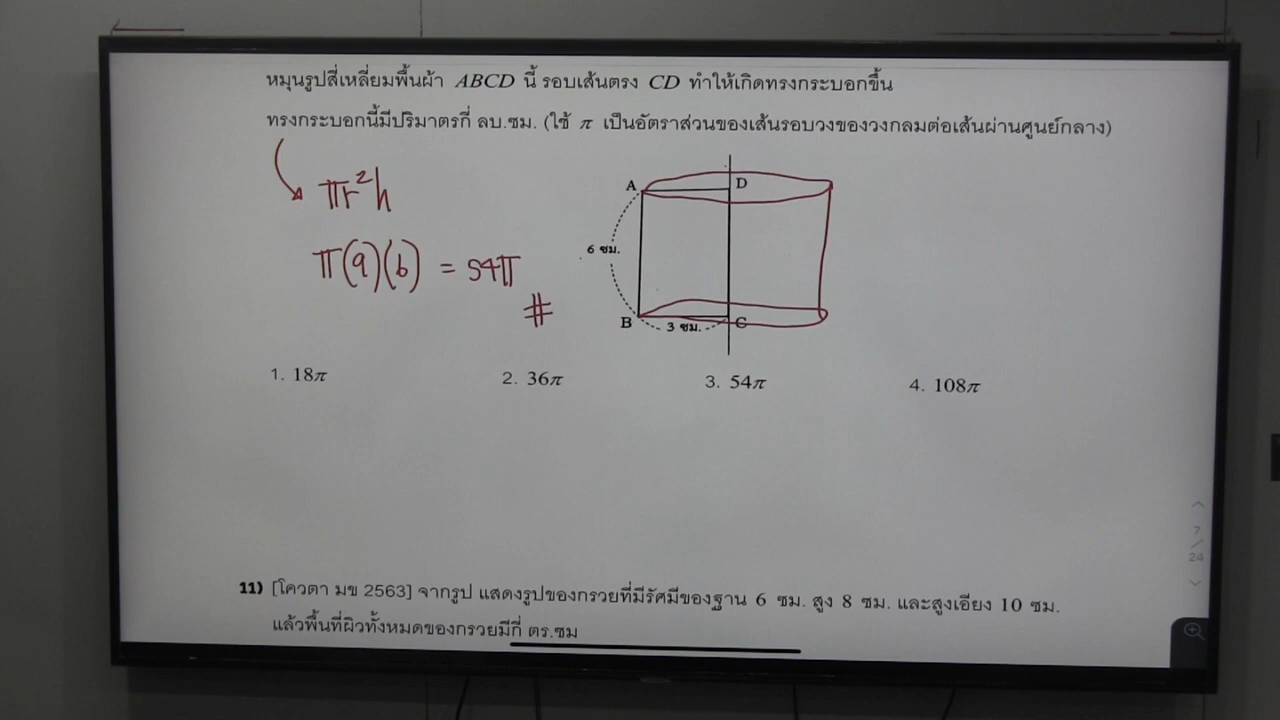 หมุนรูปสี่เหลี่ยมพื้นผ้า ABCD นี้ รอบเส้นตรง CD ทำให้เกิดทรงกระบอกขึ้น
ทรงกระบอกนี้มีปริมาตรกี่ ลบ.ซม. (ใช้ π เป็นอัตราส่วนของเส้นรอบวงของวงกลมต่อเส้นผ่านศูนย์กลาง)
πr²h
π(9)(6) = 54π
#
A D
6 ซม.
B 3 ซม. C
1. 18π 2. 36π 3. 54π 4. 108π
7
/
24
11) [โควตา มข 2563] จากรูป แสดงรูปของกรวยที่มีรัศมีของฐาน 6 ซม. สูง 8 ซม. และสูงเอียง 10 ซม.
แล้วพื้นที่ผิวทั้งหมดของกรวยมีกี่ ตร.ซม